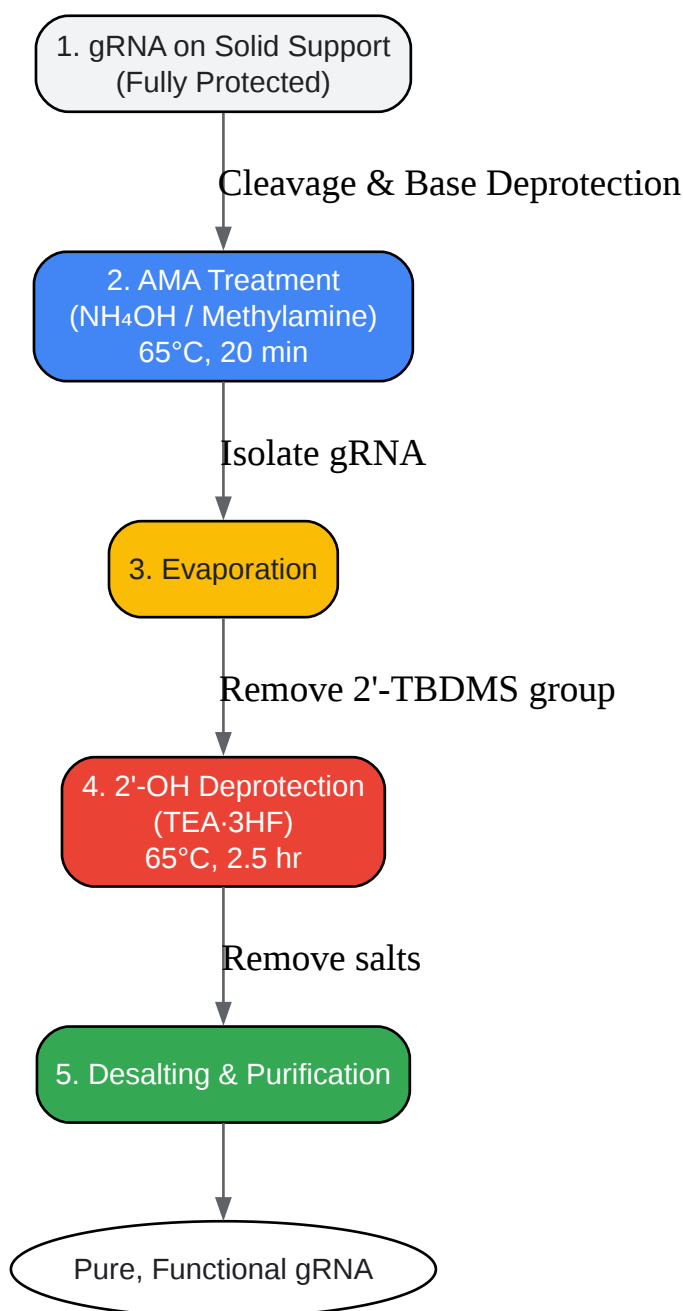 1. gRNA on Solid Support
(Fully Protected)
Cleavage & Base Deprotection
2. AMA Treatment
(NH₄OH / Methylamine)
65°C, 20 min
Isolate gRNA
3. Evaporation
Remove 2'-TBDMS group
4. 2'-OH Deprotection
(TEA·3HF)
65°C, 2.5 hr
Remove salts
5. Desalting & Purification
Pure, Functional gRNA